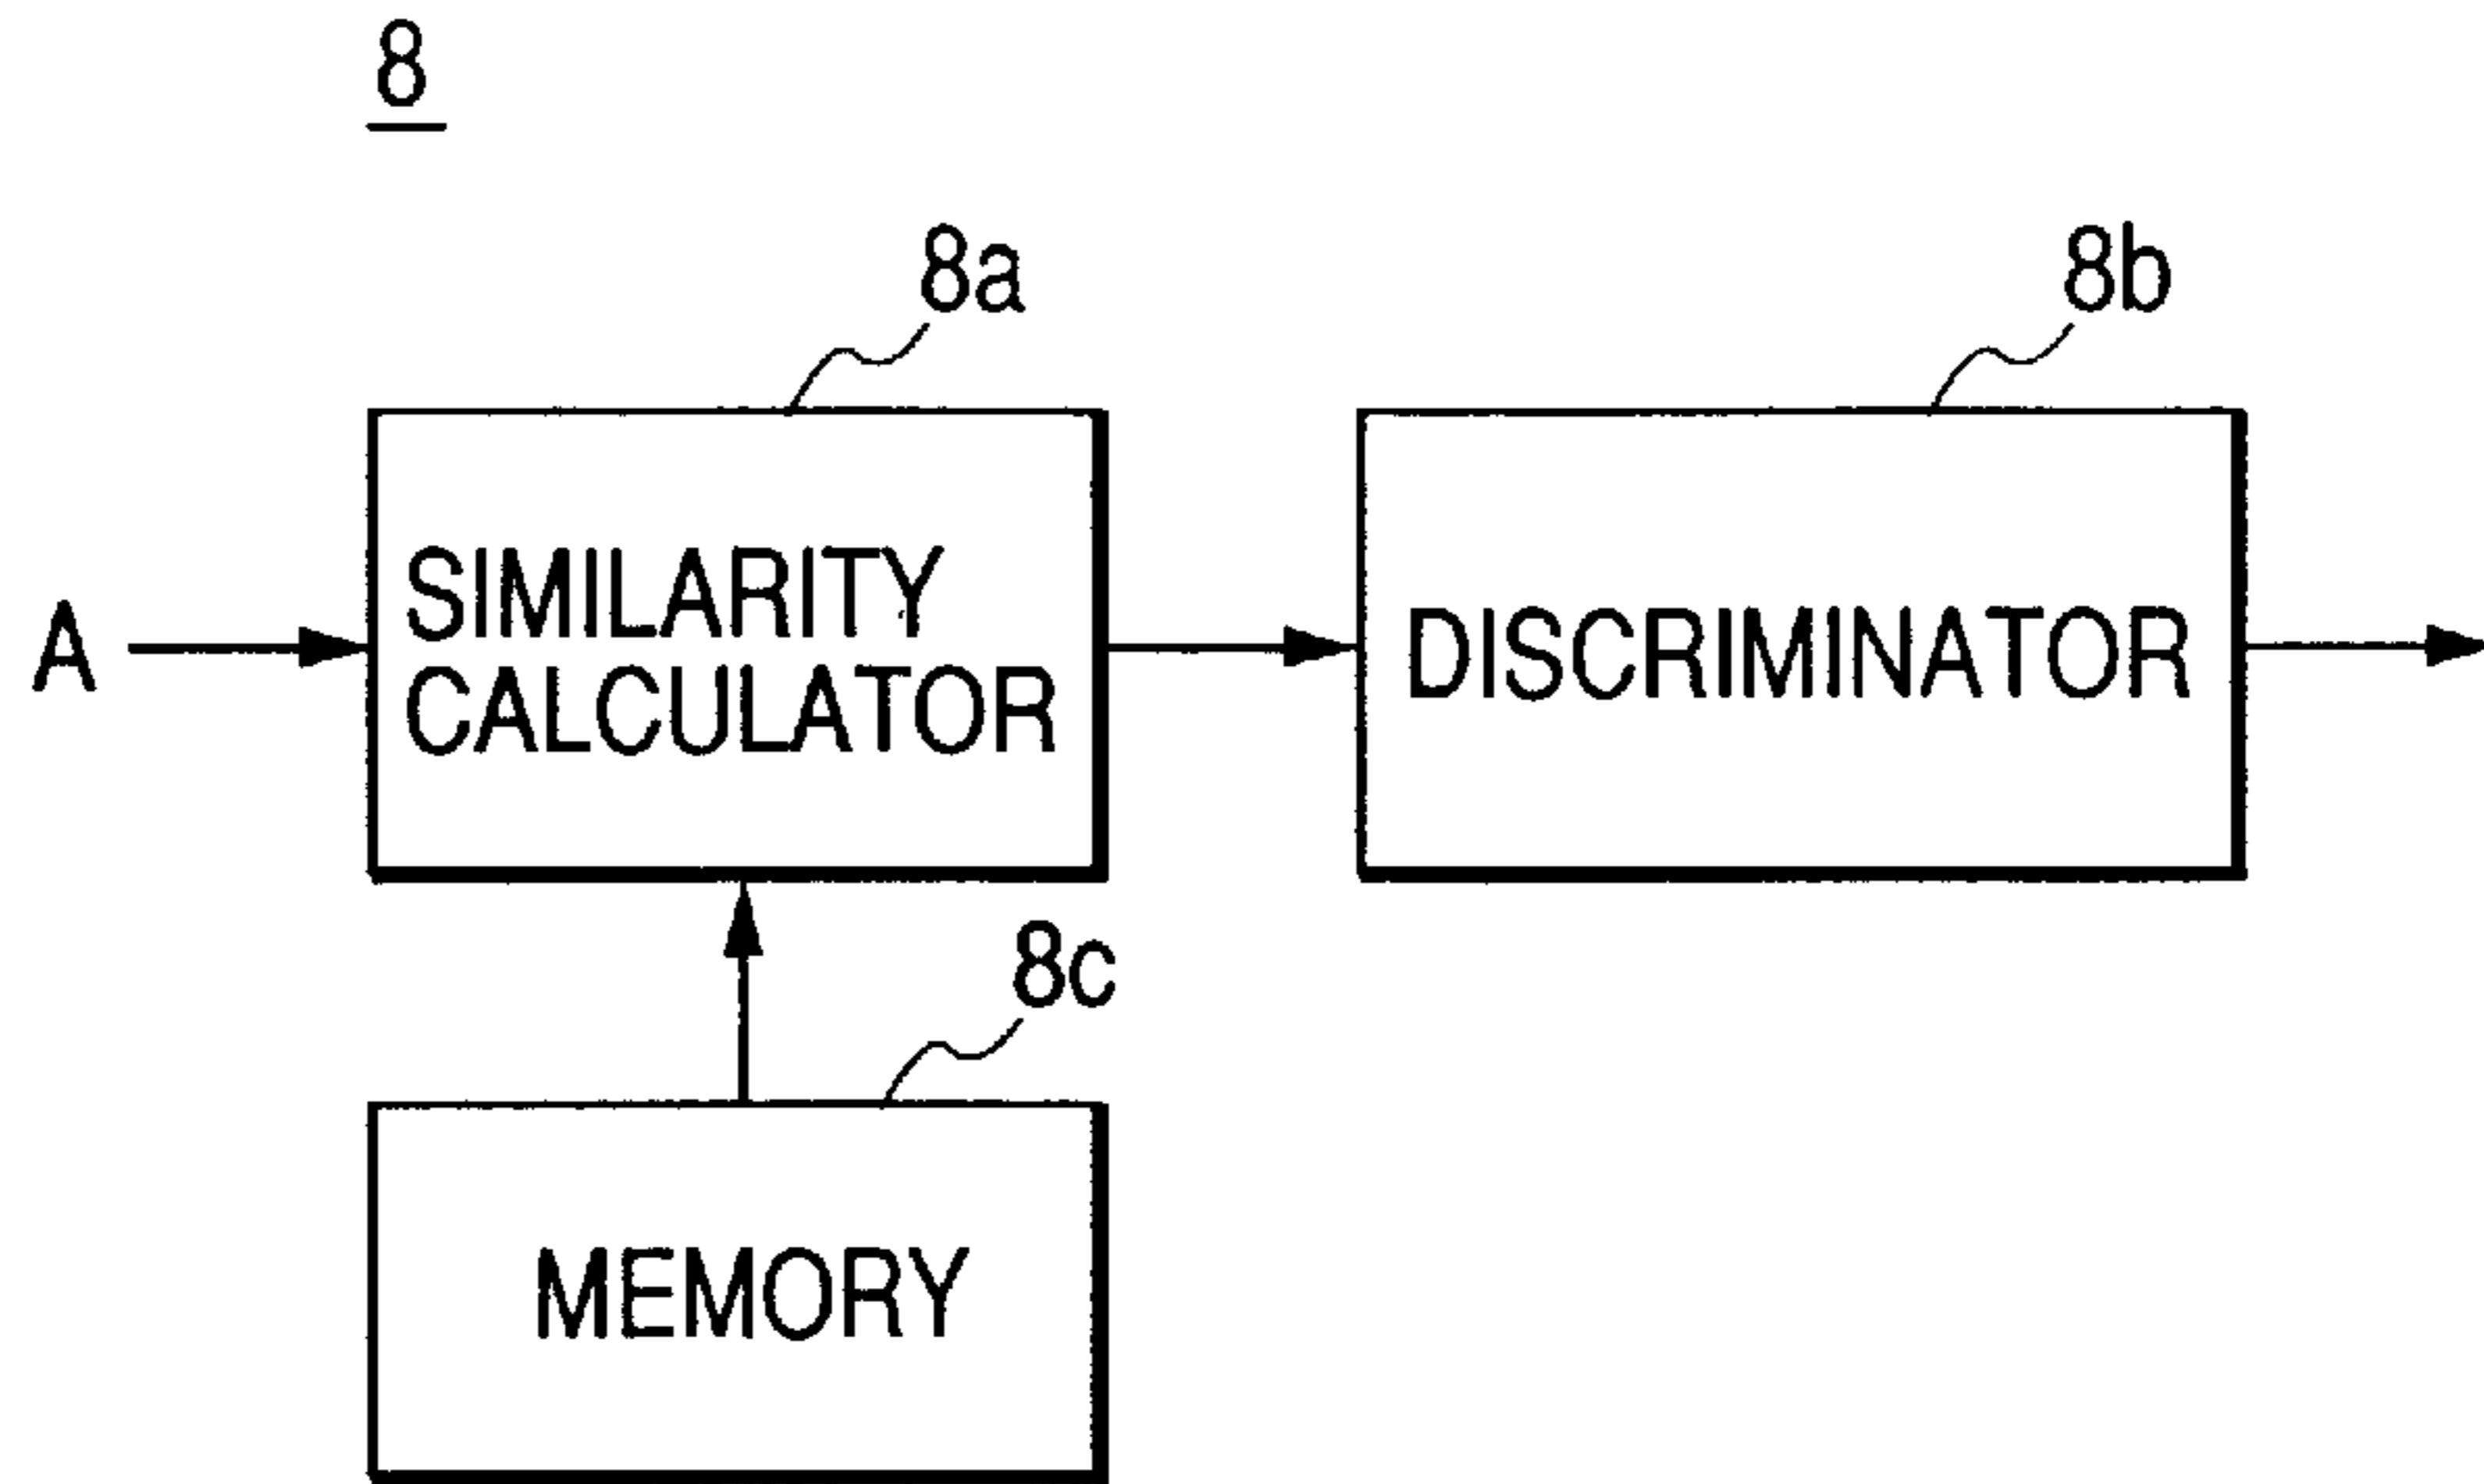 8
8a
8b
A
SIMILARITY
CALCULATOR
DISCRIMINATOR
8c
MEMORY